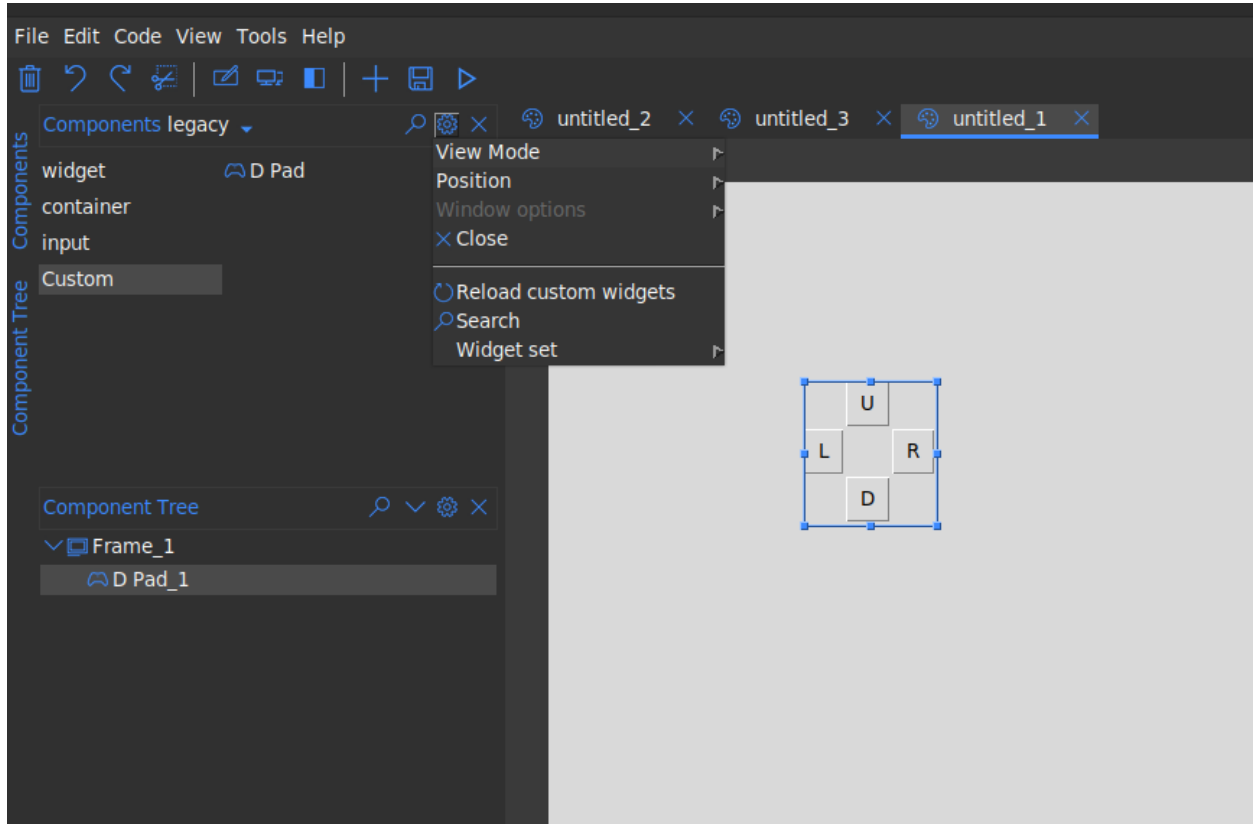 File Edit Code View Tools Help
Components legacy
untitled_2
untitled_3
untitled_1
Components
Component Tree
widget
container
input
Custom
D Pad
View Mode
Position
Window options
Close
Reload custom widgets
Search
Widget set
Component Tree
Frame_1
D Pad_1
U
L R
D